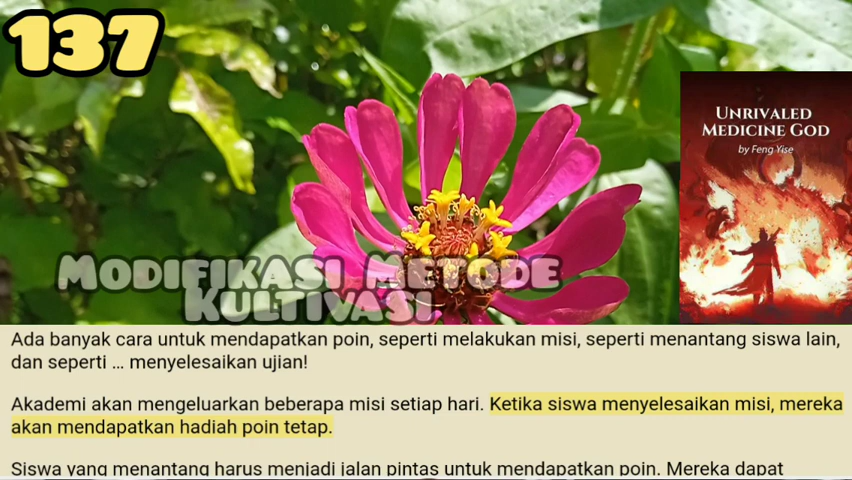 137
UNRIVALED
MEDICINE GOD
by Feng Yise
MODIFIKASI METODE
KULTIVASI
Ada banyak cara untuk mendapatkan poin, seperti melakukan misi, seperti menantang siswa lain,
dan seperti ... menyelesaikan ujian!
Akademi akan mengeluarkan beberapa misi setiap hari. Ketika siswa menyelesaikan misi, mereka
akan mendapatkan hadiah poin tetap.
Siswa yang menantang harus menjadi jalan pintas untuk mendapatkan poin. Mereka dapat